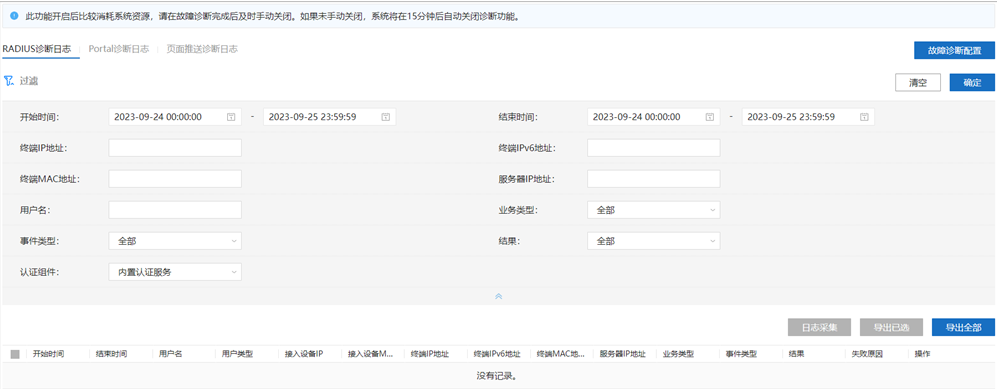 此功能开启后比较消耗系统资源，请在故障诊断完成后及时手动关闭。如果未手动关闭，系统将在15分钟后自动关闭诊断功能。
RADIUS诊断日志 Portal诊断日志 页面推送诊断日志 故障诊断配置
过滤 清空 确定
开始时间： 2023-09-24 00:00:00 - 2023-09-25 23:59:59 结束时间： 2023-09-24 00:00:00 - 2023-09-25 23:59:59
终端IP地址： 终端IPv6地址：
终端MAC地址： 服务器IP地址：
用户名： 业务类型： 全部
事件类型： 全部 结果： 全部
认证组件： 内置认证服务
日志采集 导出已选 导出全部
开始时间 结束时间 用户名 用户类型 接入设备IP 接入设备M... 终端IP地址 终端IPv6地址 终端MAC地... 服务器IP地址 业务类型 事件类型 结果 失败原因 操作
没有记录。